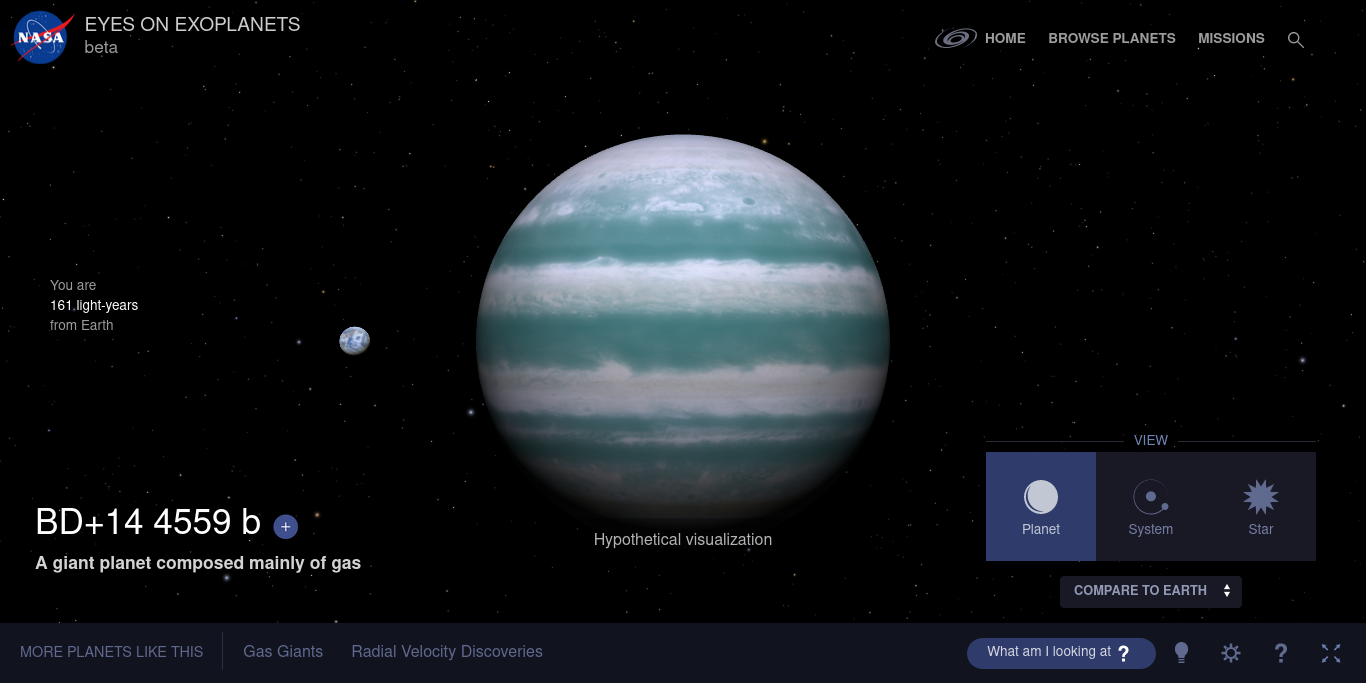 NASA
EYES ON EXOPLANETS
beta
HOME
BROWSE PLANETS
MISSIONS
You are
161 light-years
from Earth
BD+14 4559 b +
A giant planet composed mainly of gas
Hypothetical visualization
VIEW
Planet
System
Star
COMPARE TO EARTH
MORE PLANETS LIKE THIS
Gas Giants
Radial Velocity Discoveries
What am I looking at ?
?